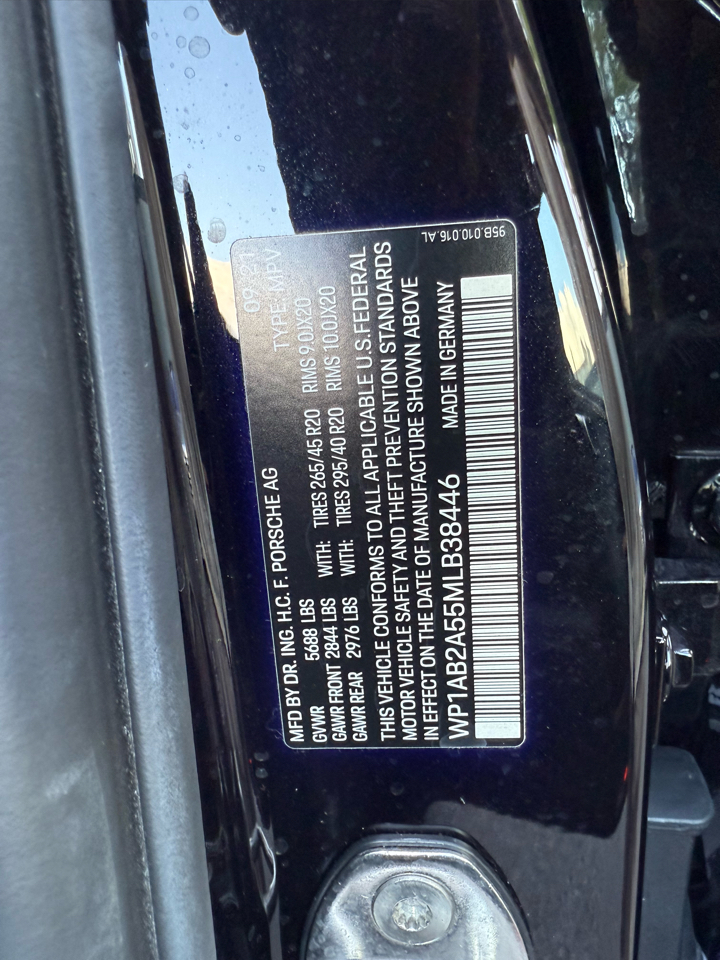 MFD BY DR. ING. H.C. F. PORSCHE AG 09/21
GVWR 5688 LBS TYPE: MPV
GAWR FRONT 2844 LBS WITH: TIRES 265/45 R20 RIMS 9.0JX20
GAWR REAR 2976 LBS WITH: TIRES 295/40 R20 RIMS 10.0JX20
THIS VEHICLE CONFORMS TO ALL APPLICABLE U.S.FEDERAL
MOTOR VEHICLE SAFETY AND THEFT PREVENTION STANDARDS
IN EFFECT ON THE DATE OF MANUFACTURE SHOWN ABOVE
WP1AB2A55MLB38446 MADE IN GERMANY
95B.010.016.AL